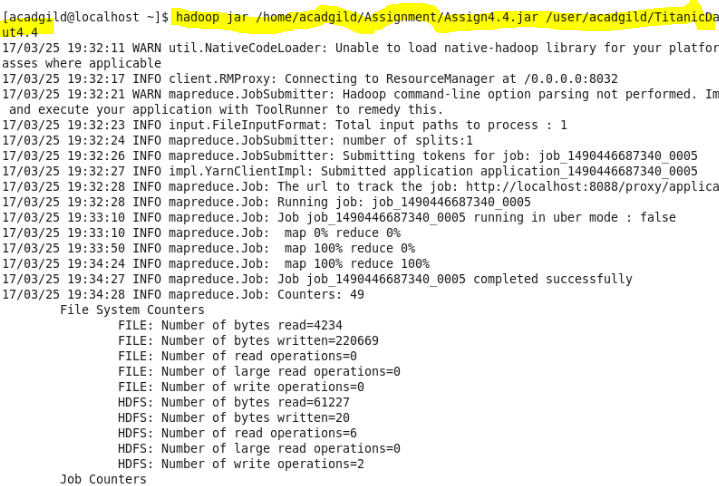 [acadgild@localhost ~]$ hadoop jar /home/acadgild/Assignment/Assign4.4.jar /user/acadgild/TitanicDa
ut4.4
17/03/25 19:32:11 WARN util.NativeCodeLoader: Unable to load native-hadoop library for your platfor
asses where applicable
17/03/25 19:32:17 INFO client.RMProxy: Connecting to ResourceManager at /0.0.0.0:8032
17/03/25 19:32:21 WARN mapreduce.JobSubmitter: Hadoop command-line option parsing not performed. Im
 and execute your application with ToolRunner to remedy this.
17/03/25 19:32:23 INFO input.FileInputFormat: Total input paths to process : 1
17/03/25 19:32:24 INFO mapreduce.JobSubmitter: number of splits:1
17/03/25 19:32:26 INFO mapreduce.JobSubmitter: Submitting tokens for job: job_1490446687340_0005
17/03/25 19:32:27 INFO impl.YarnClientImpl: Submitted application application_1490446687340_0005
17/03/25 19:32:28 INFO mapreduce.Job: The url to track the job: http://localhost:8088/proxy/applica
17/03/25 19:32:28 INFO mapreduce.Job: Running job: job_1490446687340_0005
17/03/25 19:33:10 INFO mapreduce.Job: Job job_1490446687340_0005 running in uber mode : false
17/03/25 19:33:10 INFO mapreduce.Job:  map 0% reduce 0%
17/03/25 19:33:50 INFO mapreduce.Job:  map 100% reduce 0%
17/03/25 19:34:24 INFO mapreduce.Job:  map 100% reduce 100%
17/03/25 19:34:27 INFO mapreduce.Job: Job job_1490446687340_0005 completed successfully
17/03/25 19:34:28 INFO mapreduce.Job: Counters: 49
File System Counters
FILE: Number of bytes read=4234
FILE: Number of bytes written=220669
FILE: Number of read operations=0
FILE: Number of large read operations=0
FILE: Number of write operations=0
HDFS: Number of bytes read=61227
HDFS: Number of bytes written=20
HDFS: Number of read operations=6
HDFS: Number of large read operations=0
HDFS: Number of write operations=2
Job Counters